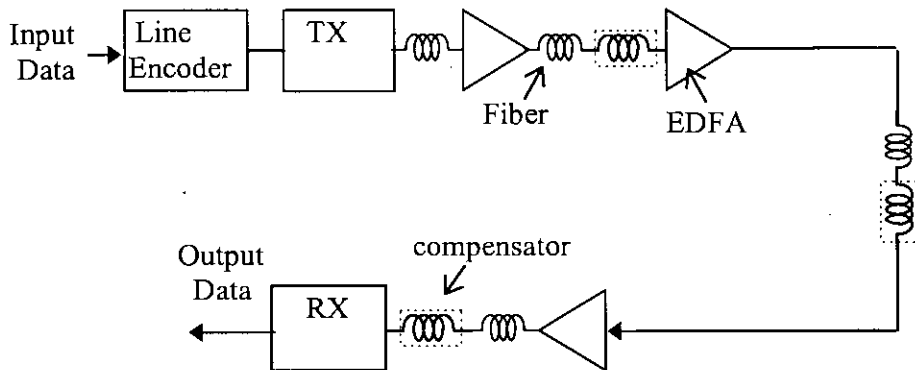 Input
Data
Line
Encoder
TX
Fiber
EDFA
Output
Data
RX
compensator